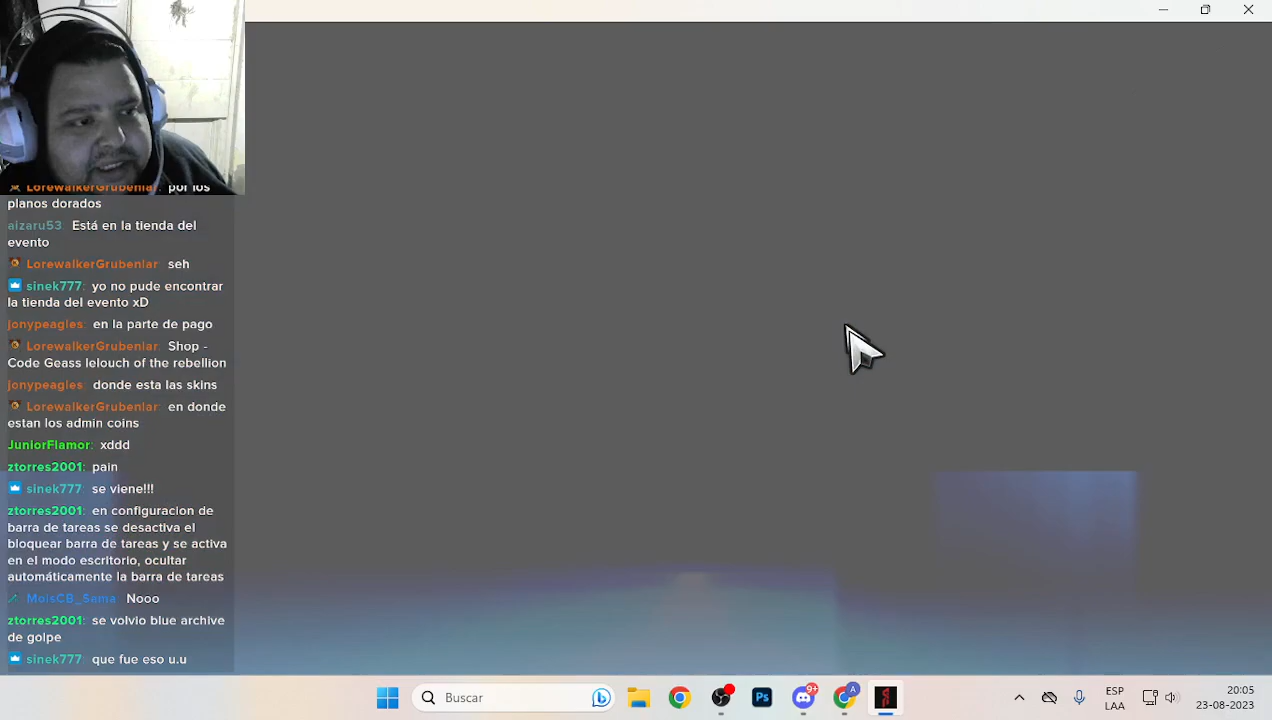 LorewalkerGrubenlar: por los
planos dorados
aizaru53: Está en la tienda del
evento
LorewalkerGrubenlar: seh
sinek777: yo no pude encontrar
la tienda del evento xD
jonypeagles: en la parte de pago
LorewalkerGrubenlar: Shop -
Code Geass lelouch of the rebellion
jonypeagles: donde esta las skins
LorewalkerGrubenlar: en donde
estan los admin coins
JuniorFlamor: xddd
ztorres2001: pain
sinek777: se viene!!!
ztorres2001: en configuracion de
barra de tareas se desactiva el
bloquear barra de tareas y se activa
en el modo escritorio, ocultar
automáticamente la barra de tareas
MoisCB_Sama: Nooo
ztorres2001: se volvio blue archive
de golpe
sinek777: que fue eso u.u
Buscar
Ps
9+
A
ESP
LAA
20:05
23-08-2023